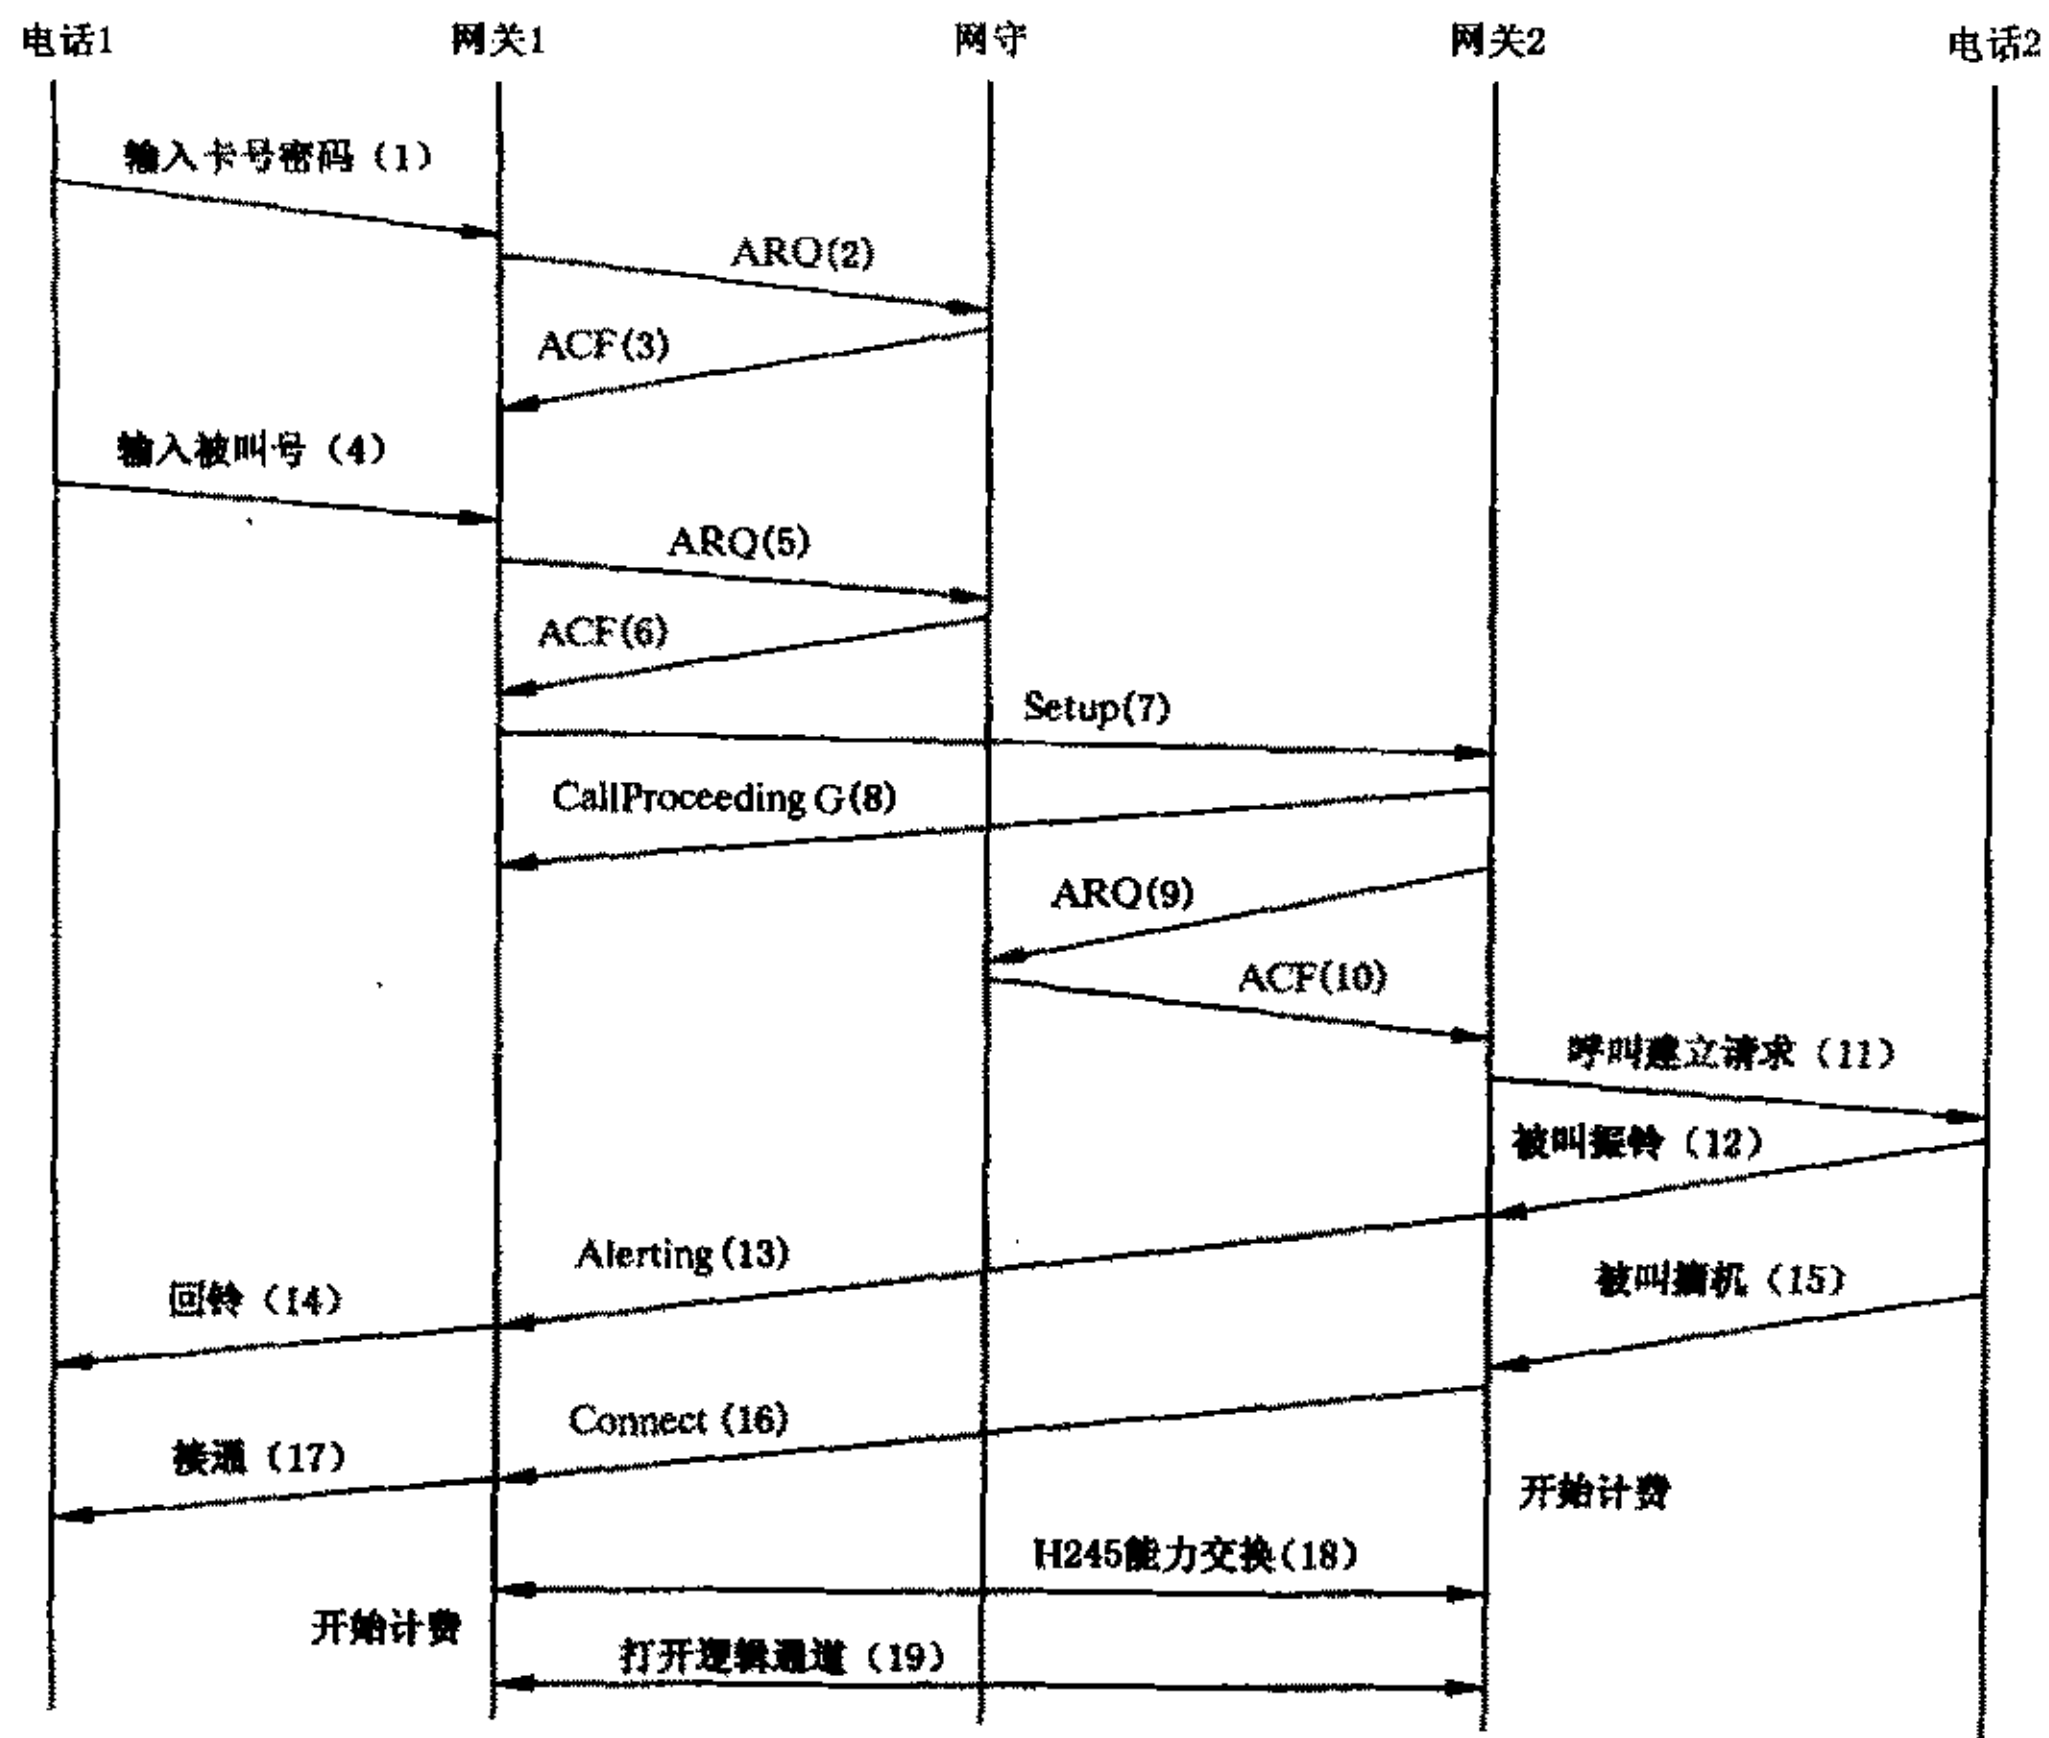 电话1 网关1 网守 网关2 电话2
输入卡号密码（1）
ARQ(2)
ACF(3)
输入被叫号（4）
ARQ(5)
ACF(6)
Setup(7)
CallProceeding G(8)
ARQ(9)
ACF(10)
呼叫建立请求（11）
被叫振铃（12）
Alerting(13)
回铃（14）
被叫摘机（15）
Connect (16)
接通（17）
开始计费
H245能力交换(18）
开始计费
打开逻辑通道（19）